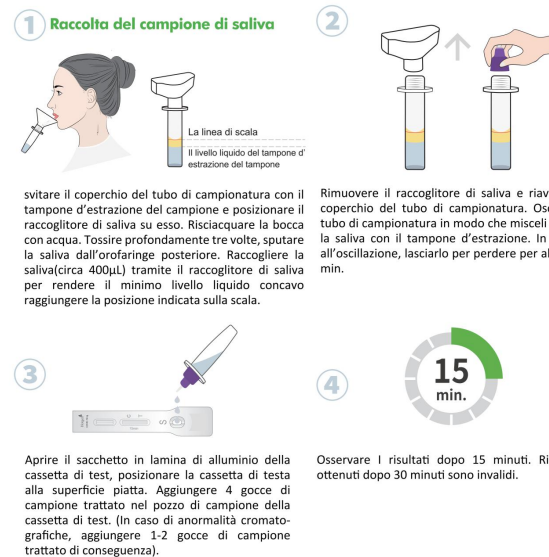 1 Raccolta del campione di saliva
La linea di scala
Il livello liquido del tampone d'
estrazione del tampone
svitare il coperchio del tubo di campionatura con il
tampone d'estrazione del campione e posizionare il
raccoglitore di saliva su esso. Risciacquare la bocca
con acqua. Tossire profondamente tre volte, sputare
la saliva dall'orofaringe posteriore. Raccogliere la
saliva(circa 400µL) tramite il raccoglitore di saliva
per rendere il minimo livello liquido concavo
raggiungere la posizione indicata sulla scala.
2
Rimuovere il raccoglitore di saliva e riav
coperchio del tubo di campionatura. Osc
tubo di campionatura in modo che misceli
la saliva con il tampone d'estrazione. In
all'oscillazione, lasciarlo per perdere per al
min.
3
S
Aprire il sacchetto in lamina di alluminio della
cassetta di test, posizionare la cassetta di testa
alla superficie piatta. Aggiungere 4 gocce di
campione trattato nel pozzo di campione della
cassetta di test. (In caso di anormalità cromato-
grafiche, aggiungere 1-2 gocce di campione
trattato di conseguenza).
4
15
min.
Osservare I risultati dopo 15 minuti. Ri
ottenuti dopo 30 minuti sono invalidi.